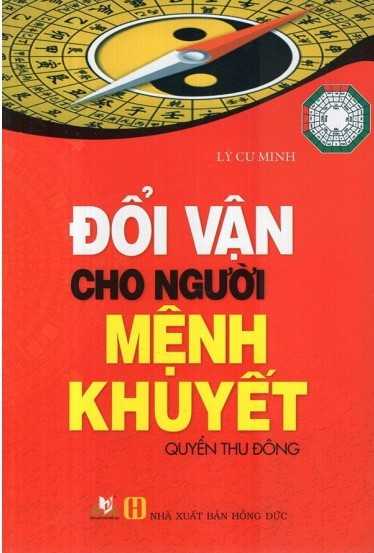 LÝ CƯ MINH
ĐỔI VẬN
CHO NGƯỜI
MỆNH
KHUYẾT
QUYỂN THU ĐÔNG
NHÀ XUẤT BẢN HỒNG ĐỨC